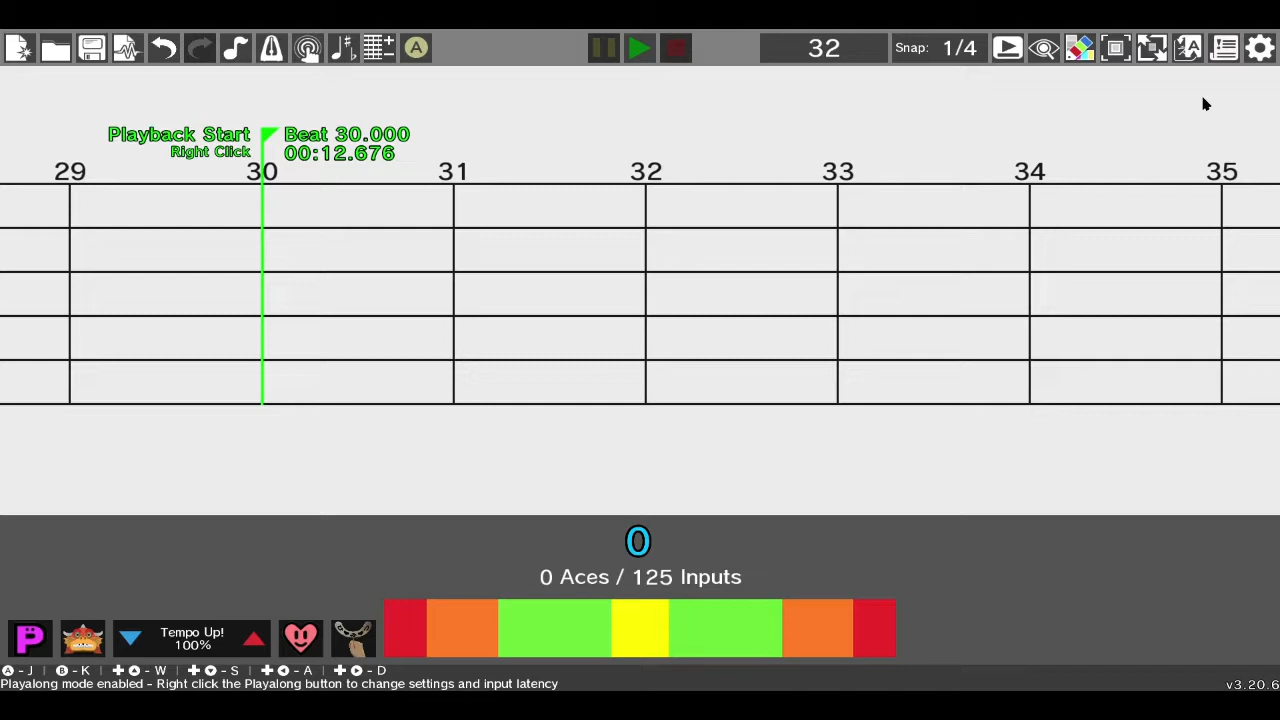 32
Snap: 1/4
A
A
Playback Start
Right Click
Beat 30.000
00:12.676
29 30 31 32 33 34 35
0
0 Aces / 125 Inputs
P
Tempo Up!
100%
A - J | B - K | - W | - S | - A | - D
Playalong mode enabled - Right click the Playalong button to change settings and input latency
v3.20.6